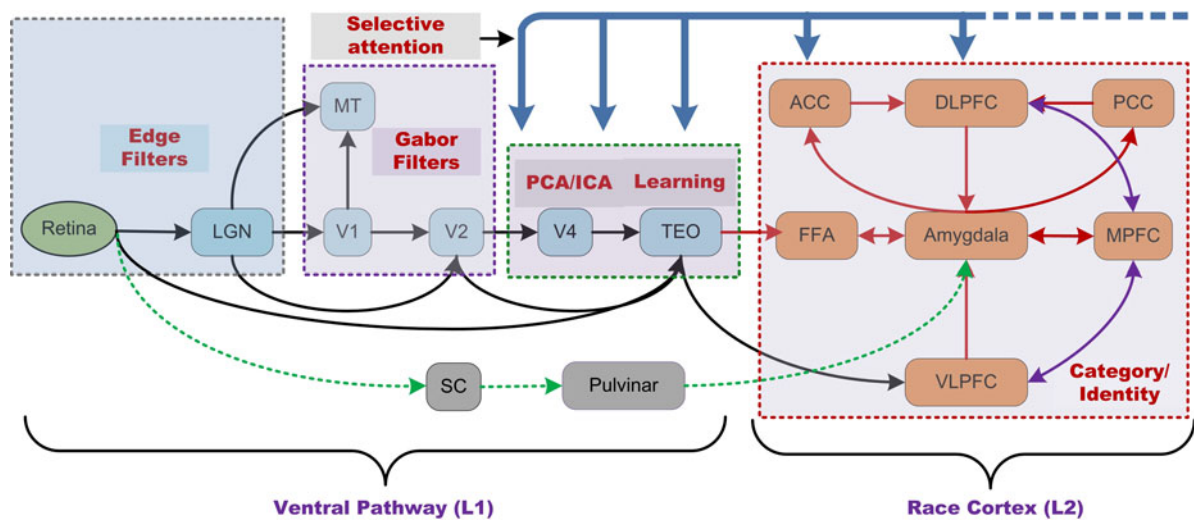 Selective
attention
Edge
Filters
MT
Gabor
Filters
PCA/ICA Learning
Retina
LGN
V1
V2
V4
TEO
SC
Pulvinar
ACC
DLPFC
PCC
FFA
Amygdala
MPFC
VLPFC
Category/
Identity
Ventral Pathway (L1)
Race Cortex (L2)